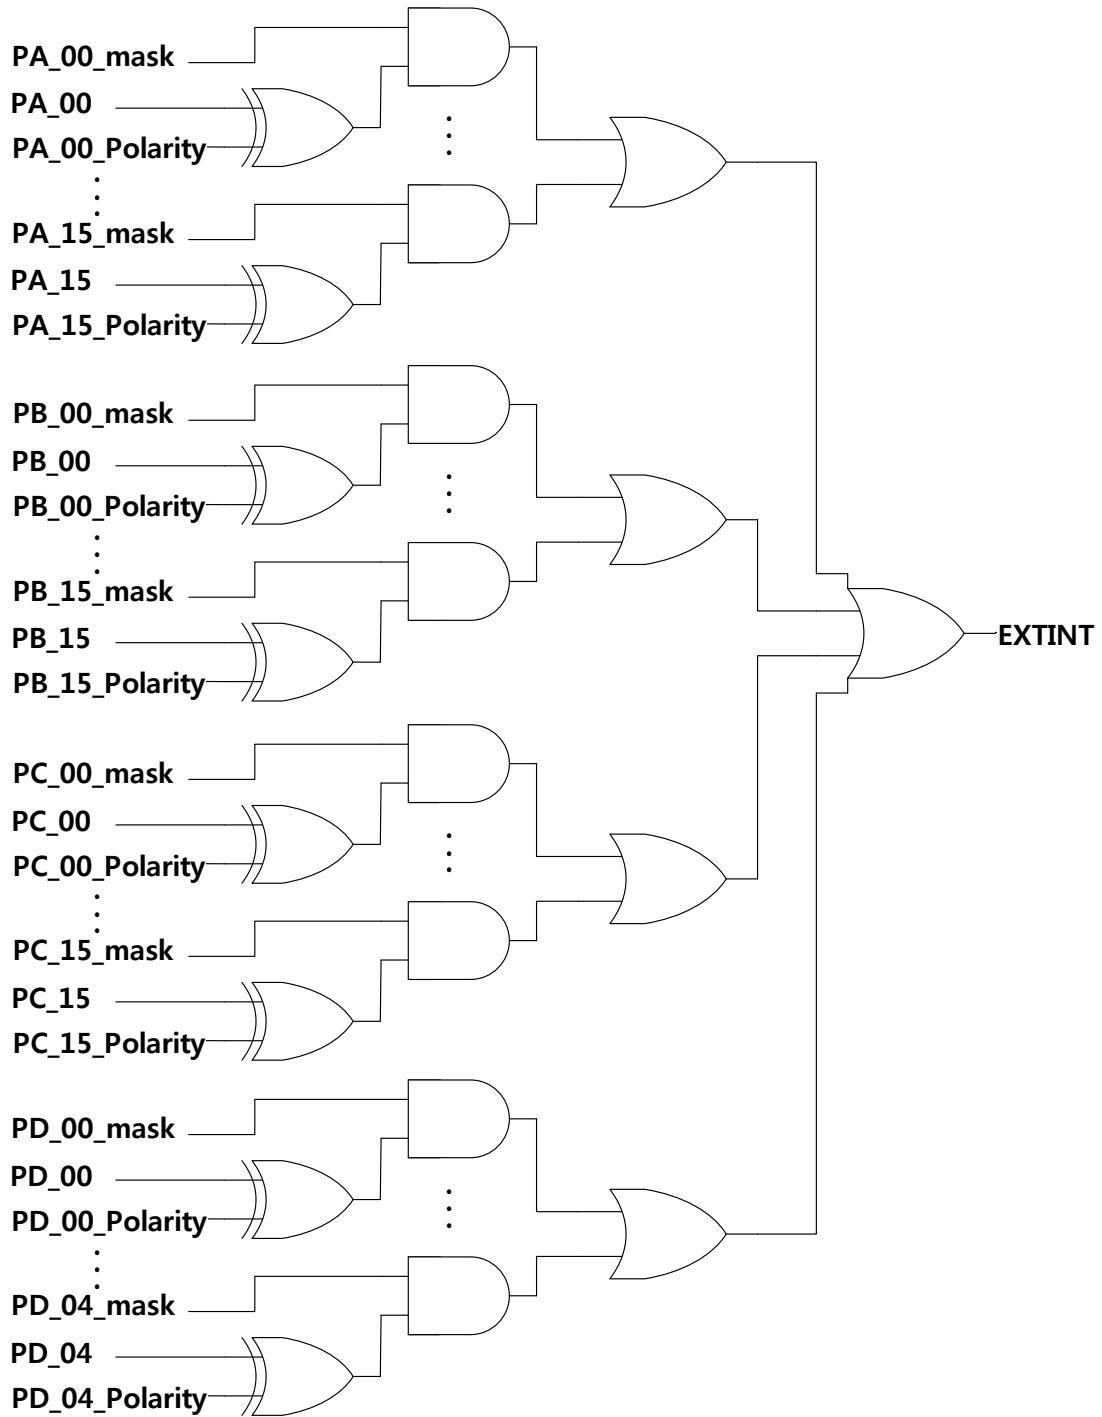 PA_00_mask
PA_00
PA_00_Polarity
PA_15_mask
PA_15
PA_15_Polarity
PB_00_mask
PB_00
PB_00_Polarity
PB_15_mask
PB_15
PB_15_Polarity
EXTINT
PC_00_mask
PC_00
PC_00_Polarity
PC_15_mask
PC_15
PC_15_Polarity
PD_00_mask
PD_00
PD_00_Polarity
PD_04_mask
PD_04
PD_04_Polarity